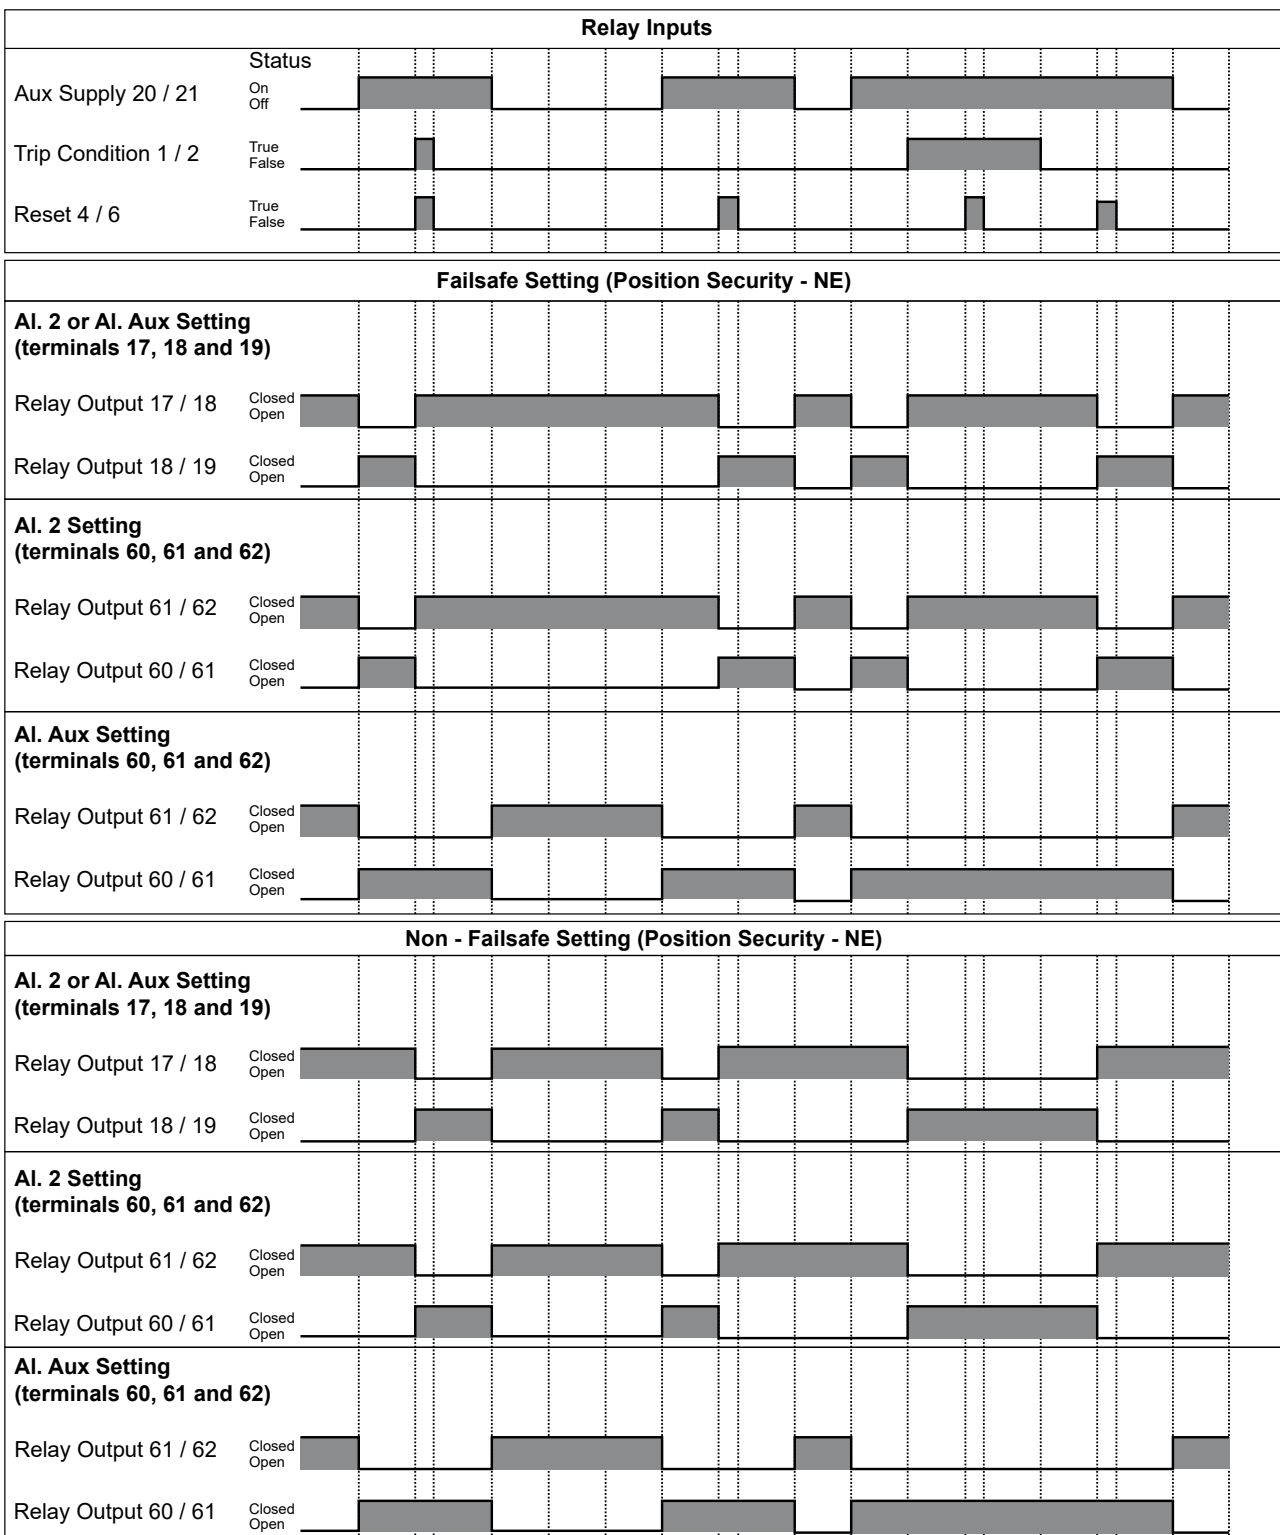 Relay Inputs
Status
Aux Supply 20 / 21
On
Off
Trip Condition 1 / 2
True
False
Reset 4 / 6
True
False
Failsafe Setting (Position Security - NE)
Al. 2 or Al. Aux Setting
(terminals 17, 18 and 19)
Relay Output 17 / 18
Closed
Open
Relay Output 18 / 19
Closed
Open
Al. 2 Setting
(terminals 60, 61 and 62)
Relay Output 61 / 62
Closed
Open
Relay Output 60 / 61
Closed
Open
Al. Aux Setting
(terminals 60, 61 and 62)
Relay Output 61 / 62
Closed
Open
Relay Output 60 / 61
Closed
Open
Non - Failsafe Setting (Position Security - NE)
Al. 2 or Al. Aux Setting
(terminals 17, 18 and 19)
Relay Output 17 / 18
Closed
Open
Relay Output 18 / 19
Closed
Open
Al. 2 Setting
(terminals 60, 61 and 62)
Relay Output 61 / 62
Closed
Open
Relay Output 60 / 61
Closed
Open
Al. Aux Setting
(terminals 60, 61 and 62)
Relay Output 61 / 62
Closed
Open
Relay Output 60 / 61
Closed
Open